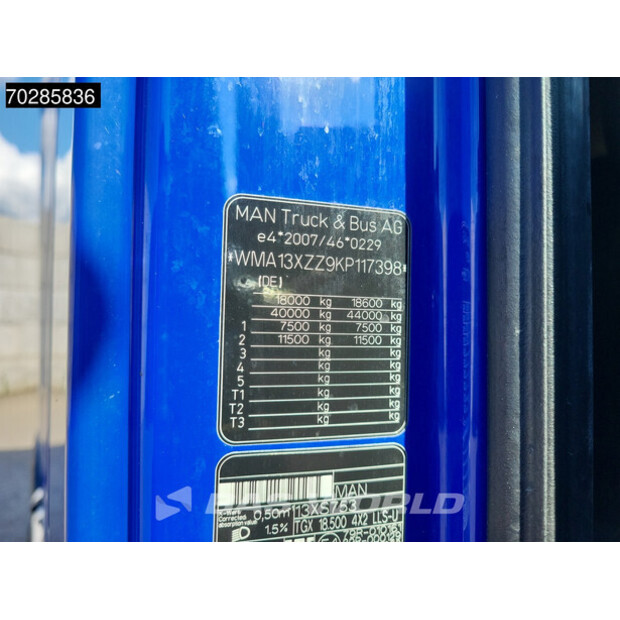 70285836
MAN Truck & Bus AG
e4*2007/46*0229
*WMA13XZZ9KP117398*
(DE)
18000 kg 18600 kg
40000 kg 44000 kg
1 7500 kg 7500 kg
2 11500 kg 11500 kg
3 kg kg
4 kg kg
5 kg kg
T1 kg kg
T2 kg kg
T3 kg kg
MAN
Corrected absorption value
0,50m
1.5% TGX 18.500 4X2 LLS-U